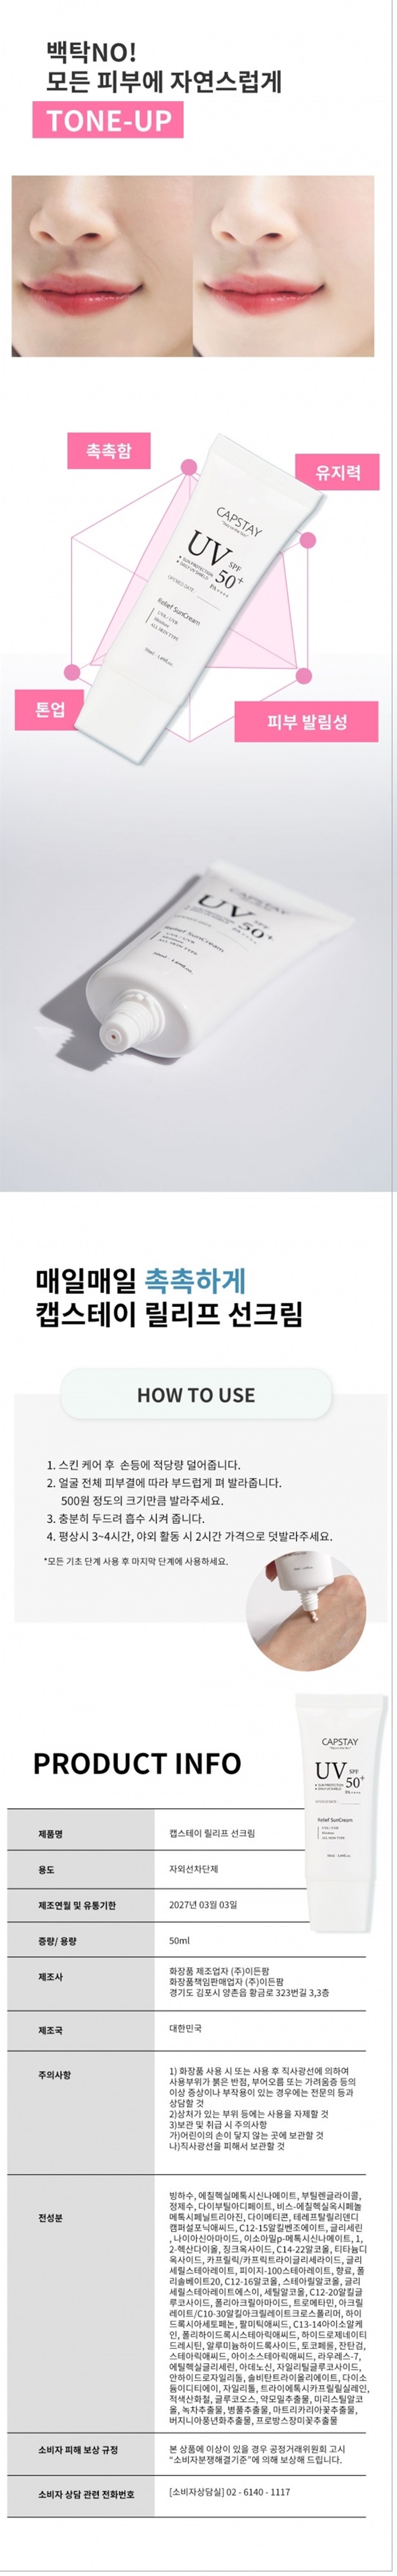 백탁NO!
모든 피부에 자연스럽게
TONE-UP
촉촉함
유지력
CAPSTAY
UV SPF 50+
PA++++
SUN PROTECTION
DAILY UV SHIELD
OPENED DATE
Relief SunCream
UVA / UVB
Moisture
ALL SKIN TYPE
50ml
톤업
피부 발림성
UV
50+
Relief SunCream
UVA / UVB
ALL SKIN TYPE
매일매일 촉촉하게
캡스테이 릴리프 선크림
HOW TO USE
1. 스킨 케어 후 손등에 적당량 덜어줍니다.
2. 얼굴 전체 피부결에 따라 부드럽게 펴 발라줍니다.
500원 정도의 크기만큼 발라주세요.
3. 충분히 두드려 흡수 시켜 줍니다.
4. 평상시 3~4시간, 야외 활동 시 2시간 가격으로 덧발라주세요.
*모든 기초 단계 사용 후 마지막 단계에 사용하세요.
PRODUCT INFO
CAPSTAY
UV SPF 50+
PA++++
Relief SunCream
UVA / UVB
Moisture
ALL SKIN TYPE
제품명 캡스테이 릴리프 선크림
용도 자외선차단제
제조연월 및 유통기한 2027년 03월 03일
중량/ 용량 50ml
제조사
화장품 제조업자 (주)이든팜
화장품책임판매업자 (주)이든팜
경기도 김포시 양촌읍 황금로 323번길 3,3층
제조국 대한민국
주의사항
1) 화장품 사용 시 또는 사용 후 직사광선에 의하여
사용부위가 붉은 반점, 부어오름 또는 가려움증 등의
이상 증상이나 부작용이 있는 경우에는 전문의 등과
상담할 것
2)상처가 있는 부위 등에는 사용을 자제할 것
3)보관 및 취급 시 주의사항
가)어린이의 손이 닿지 않는 곳에 보관할 것
나)직사광선을 피해서 보관할 것
전성분
빙하수, 에칠헥실메톡시신나메이트, 부틸렌글라이콜,
정제수, 다이부틸아디페이트, 비스-에칠헥실옥시페놀
메톡시페닐트리아진, 다이메티콘, 테레프탈릴리덴디
캠퍼설포닉애씨드, C12-15알킬벤조에이트, 글리세린
, 나이아신아마이드, 이소아밀p-메톡시신나메이트, 1,
2-헥산다이올, 징크옥사이드, C14-22알코올, 티타늄디
옥사이드, 카프릴릭/카프릭트라이글리세라이드, 글리
세릴스테아레이트, 피이지-100스테아레이트, 향료, 폴
리솔베이트20, C12-16알코올, 스테아릴알코올, 글리
세릴스테아레이트에스이, 세틸알코올, C12-20알킬글
루코사이드, 폴리아크릴아마이드, 트로메타민, 아크릴
레이트/C10-30알킬아크릴레이트크로스폴리머, 하이
드록시아세토페논, 팔미틱애씨드, C13-14아이소알케
인, 폴리하이드록시스테아릭애씨드, 하이드로제네이티
드레시틴, 알루미늄하이드록사이드, 토코페롤, 잔탄검,
스테아릭애씨드, 아이소스테아릭애씨드, 라우레스-7,
에틸헥실글리세린, 아데노신, 자일리틸글루코사이드,
안하이드로자일리톨, 솔비탄트라이올리에이트, 다이소
듐이디티에이, 자일리톨, 트라이에톡시카프릴릴실레인,
적색산화철, 글루코오스, 약모밀추출물, 미리스틸알코
올, 녹차추출물, 병풀추출물, 마트리카리아꽃추출물,
버지니아풍년화추출물, 프로방스장미꽃추출물
소비자 피해 보상 규정
본 상품에 이상이 있을 경우 공정거래위원회 고시
“소비자분쟁해결기준”에 의해 보상해 드립니다.
소비자 상담 관련 전화번호 [소비자상담실] 02 - 6140 - 1117